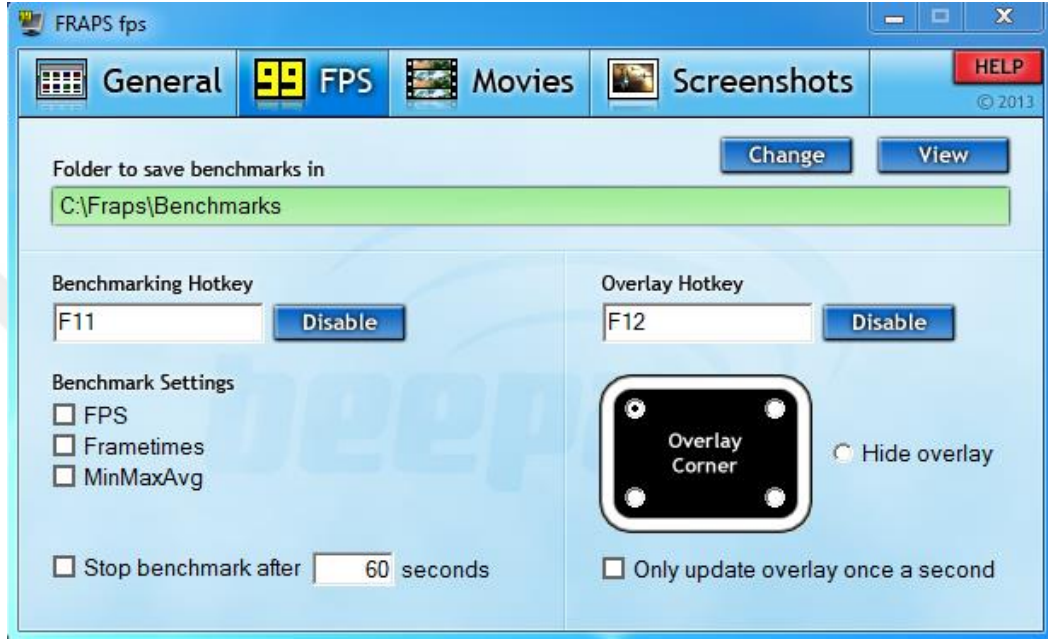 FRAPS fps
General
99 FPS
Movies
Screenshots
HELP
© 2013
Folder to save benchmarks in
Change
View
C:\Fraps\Benchmarks
Benchmarking Hotkey
F11
Disable
Overlay Hotkey
F12
Disable
Benchmark Settings
FPS
Frametimes
MinMaxAvg
Overlay
Corner
Hide overlay
Stop benchmark after 60 seconds
Only update overlay once a second